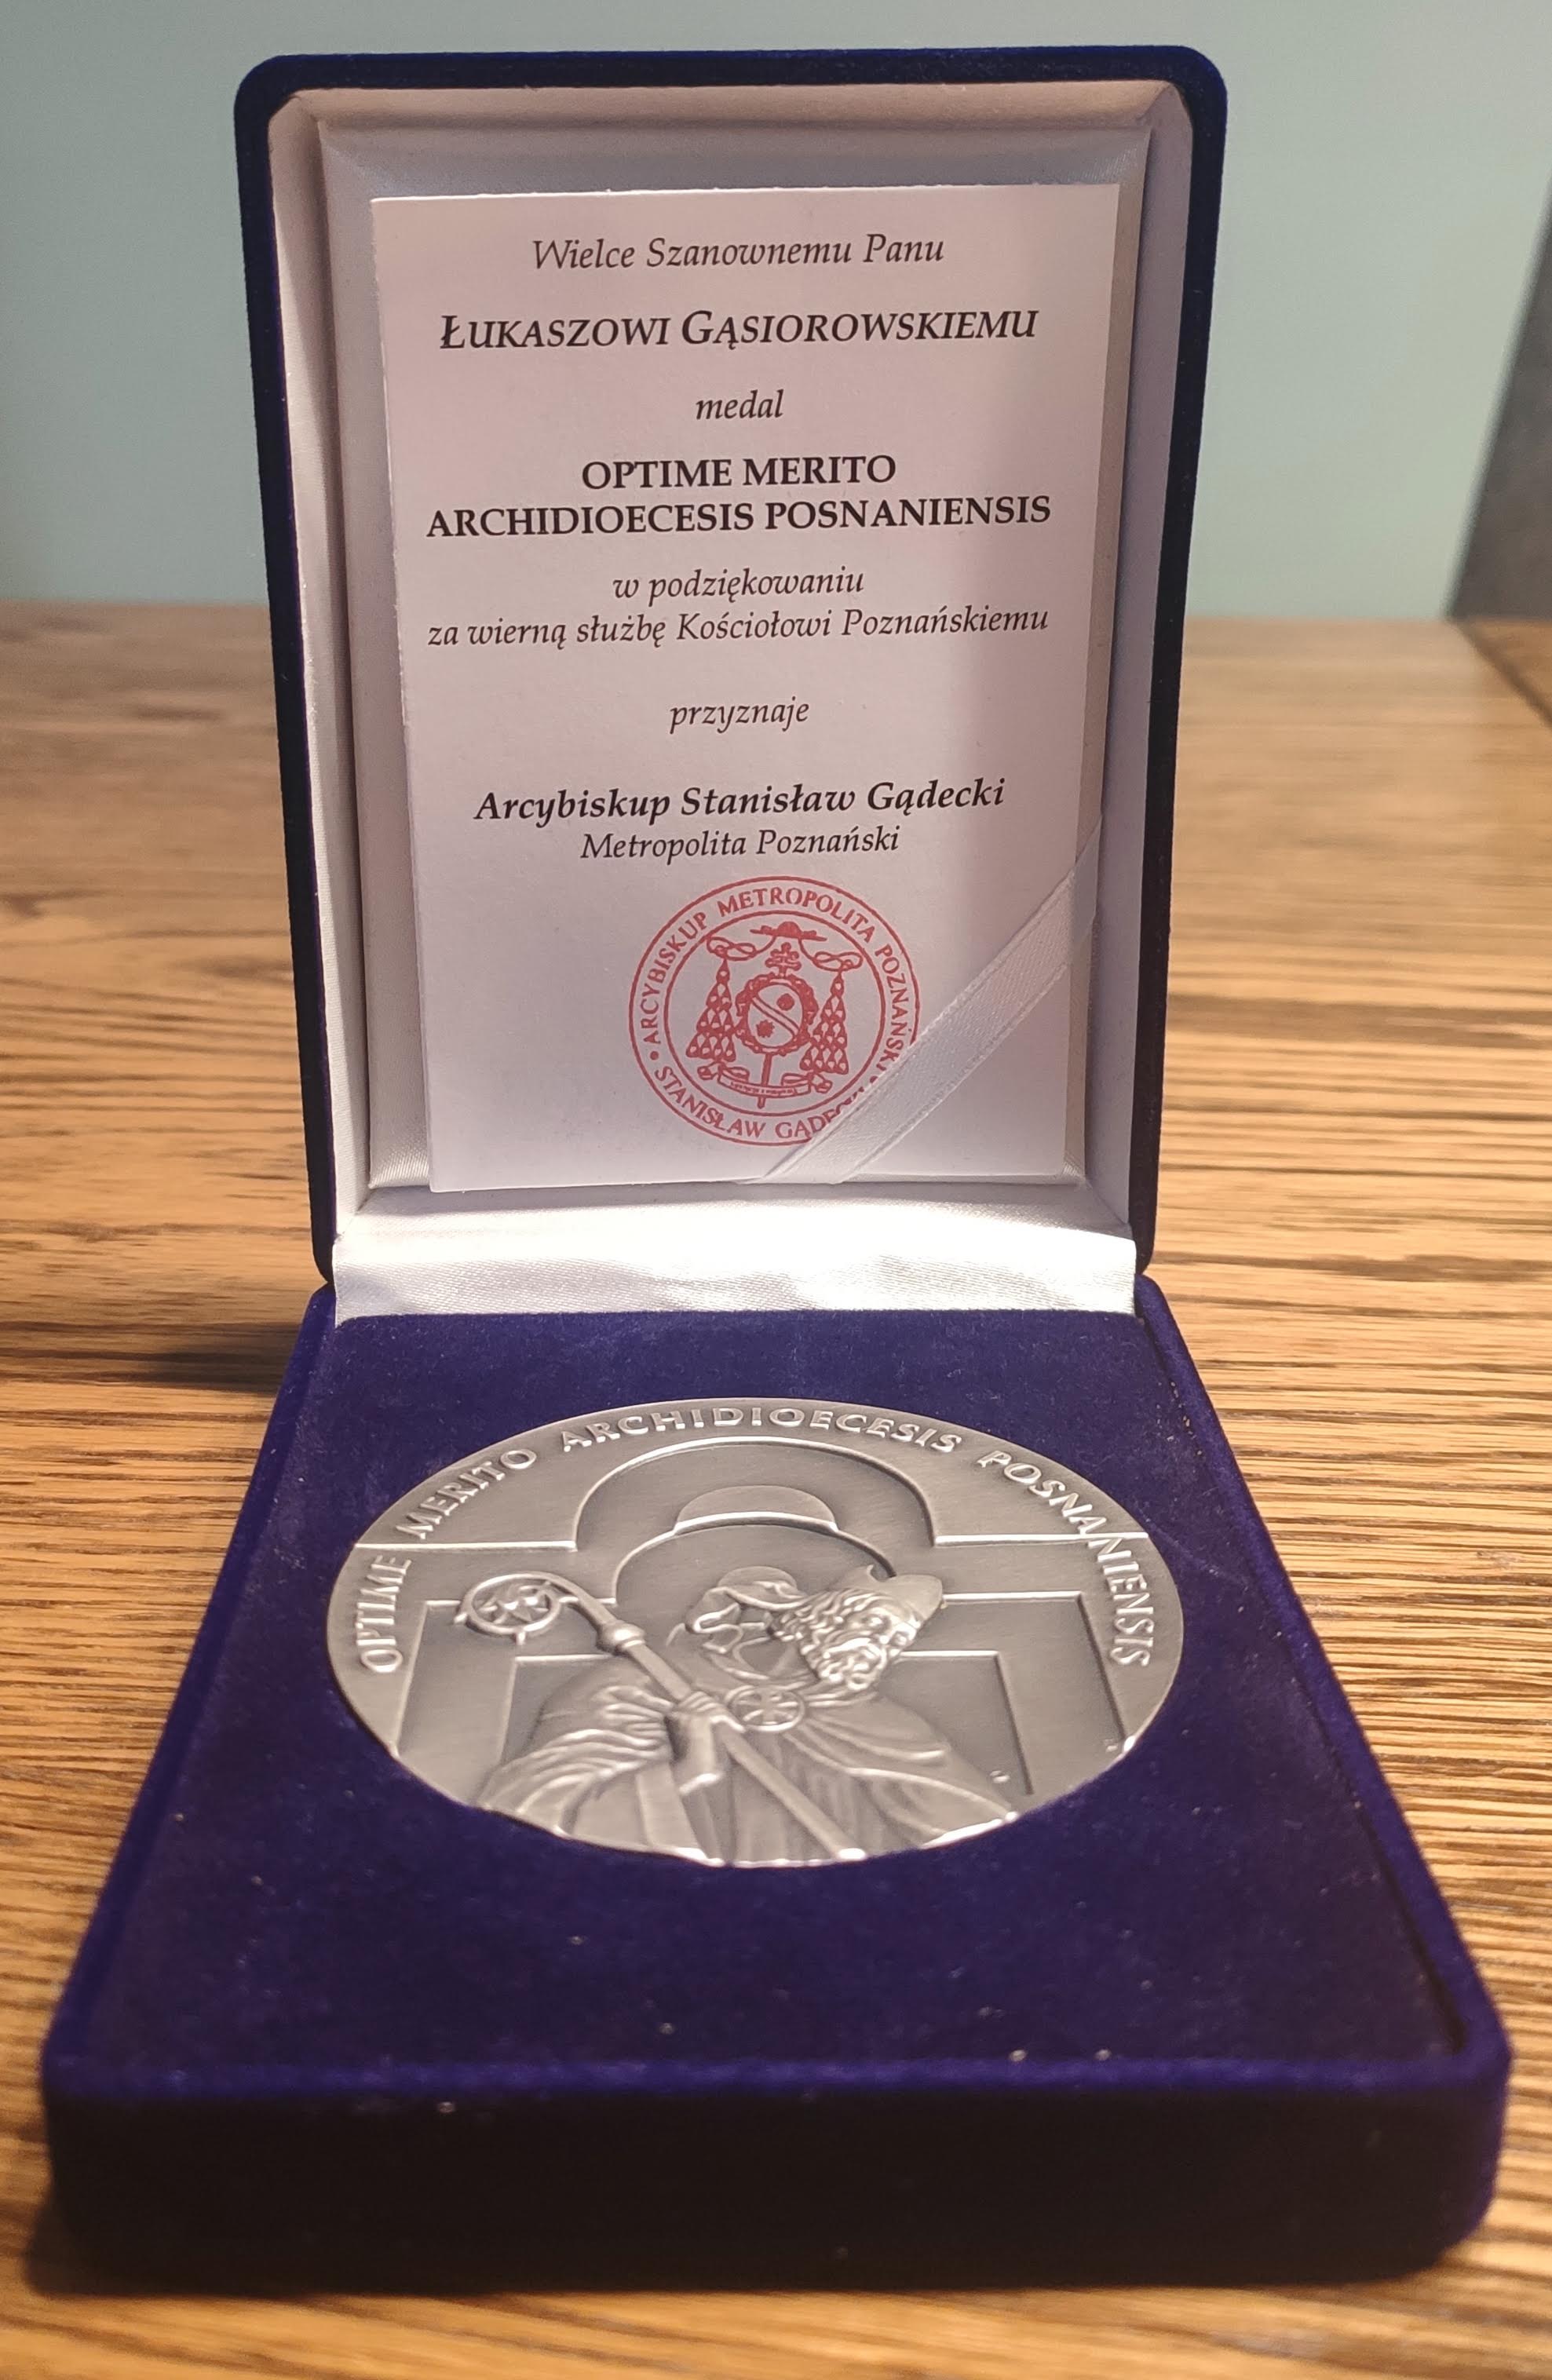 Wielce Szanownemu Panu
ŁUKASZOWI GĄSIOROWSKIEMU
medal
OPTIME MERITO
ARCHIDIOECESIS POSNANIENSIS
w podziękowaniu
za wierną służbę Kościołowi Poznańskiemu
przyznaje
Arcybiskup Stanisław Gądecki
Metropolita Poznański
ARCYBISKUP METROPOLITA POZNAŃSKI
STANISŁAW
OPTIME MERITO ARCHIDIOECESIS POSNANIENSIS